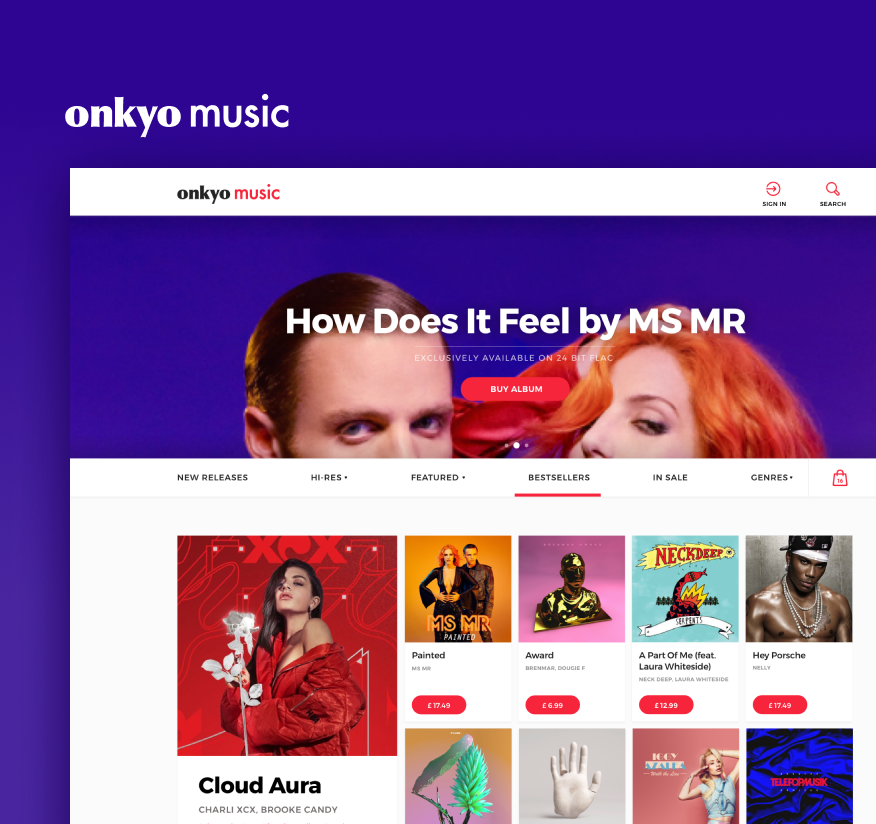 onkyo music
onkyo music
SIGN IN
SEARCH
How Does It Feel by MS MR
EXCLUSIVELY AVAILABLE ON 24 BIT FLAC
BUY ALBUM
NEW RELEASES
HI-RES
FEATURED
BESTSELLERS
IN SALE
GENRES
16
XCX
MS MR
PAINTED
NECKDEEP
SERPENTS
Painted
MS MR
£ 17.49
Award
BRENMAR, DOUGIE F
£ 6.99
A Part Of Me (feat.
Laura Whiteside)
NECK DEEP, LAURA WHITESIDE
£ 12.99
Hey Porsche
NELLY
£ 17.49
Cloud Aura
CHARLI XCX, BROOKE CANDY
IGGY
AZALEA
TELEPOPMUSIK